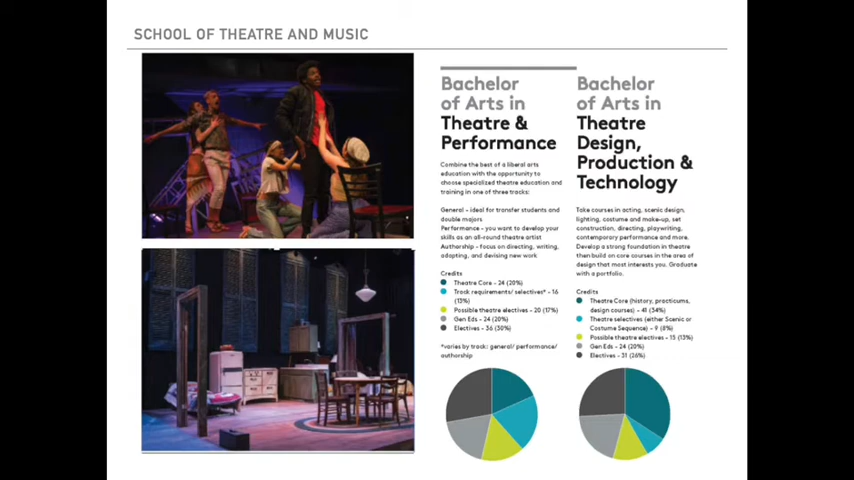 SCHOOL OF THEATRE AND MUSIC
Bachelor
of Arts in
Theatre &
Performance
Combine the best of a liberal arts
education with the opportunity to
choose specialized theatre education and
training in one of three tracks:
General - ideal for transfer students and
double majors
Performance - you want to develop your
skills as an all-round theatre artist
Authorship - focus on directing, writing,
adapting, and devising new work
Credits
Theatre Core - 24 (20%)
Track requirements/ selectives* - 16
(13%)
Possible theatre electives - 20 (17%)
Gen Eds - 24 (20%)
Electives - 36 (30%)
*varies by track: general/ performance/
authorship
Bachelor
of Arts in
Theatre
Design,
Production &
Technology
Take courses in acting, scenic design,
lighting, costume and make-up, set
construction, directing, playwriting,
contemporary performance and more.
Develop a strong foundation in theatre
then build on core courses in the area of
design that most interests you. Graduate
with a portfolio.
Credits
Theatre Core (history, practicums,
design courses) - 41 (34%)
Theatre selectives (either Scenic or
Costume Sequence) - 9 (8%)
Possible theatre electives - 15 (13%)
Gen Eds - 24 (20%)
Electives - 31 (26%)